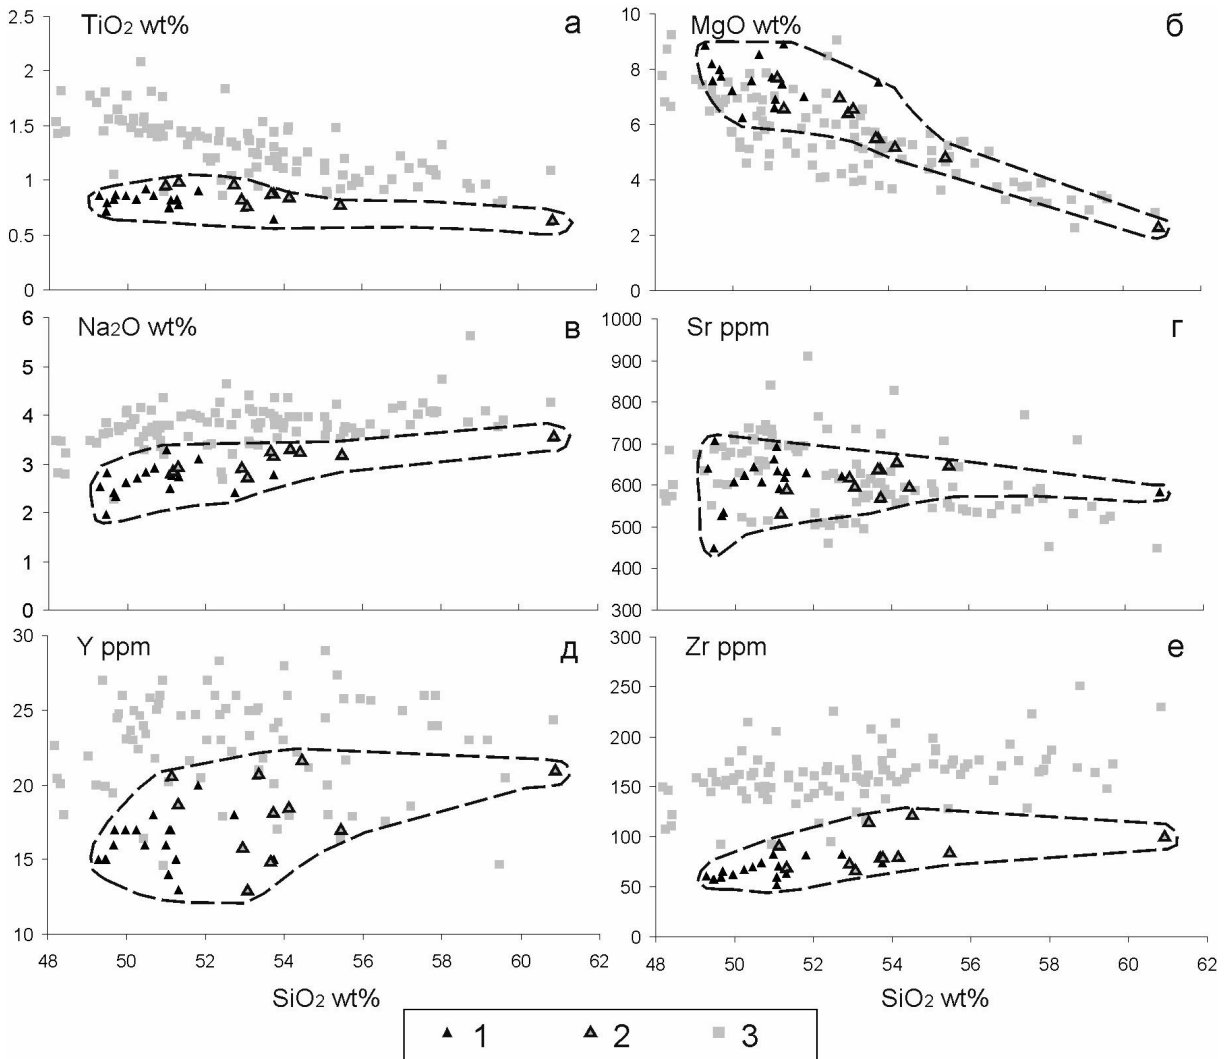 TiO2 wt%
а
2.5
2
1.5
1
0.5
0
MgO wt%
б
10
8
6
4
2
0
Na2O wt%
в
6
5
4
3
2
1
0
Sr ppm
г
1000
900
800
700
600
500
400
300
Y ppm
д
30
25
20
15
10
48 50 52 54 56 58 60 62
SiO2 wt%
Zr ppm
е
300
250
200
150
100
50
0
48 50 52 54 56 58 60 62
SiO2 wt%
1 2 3